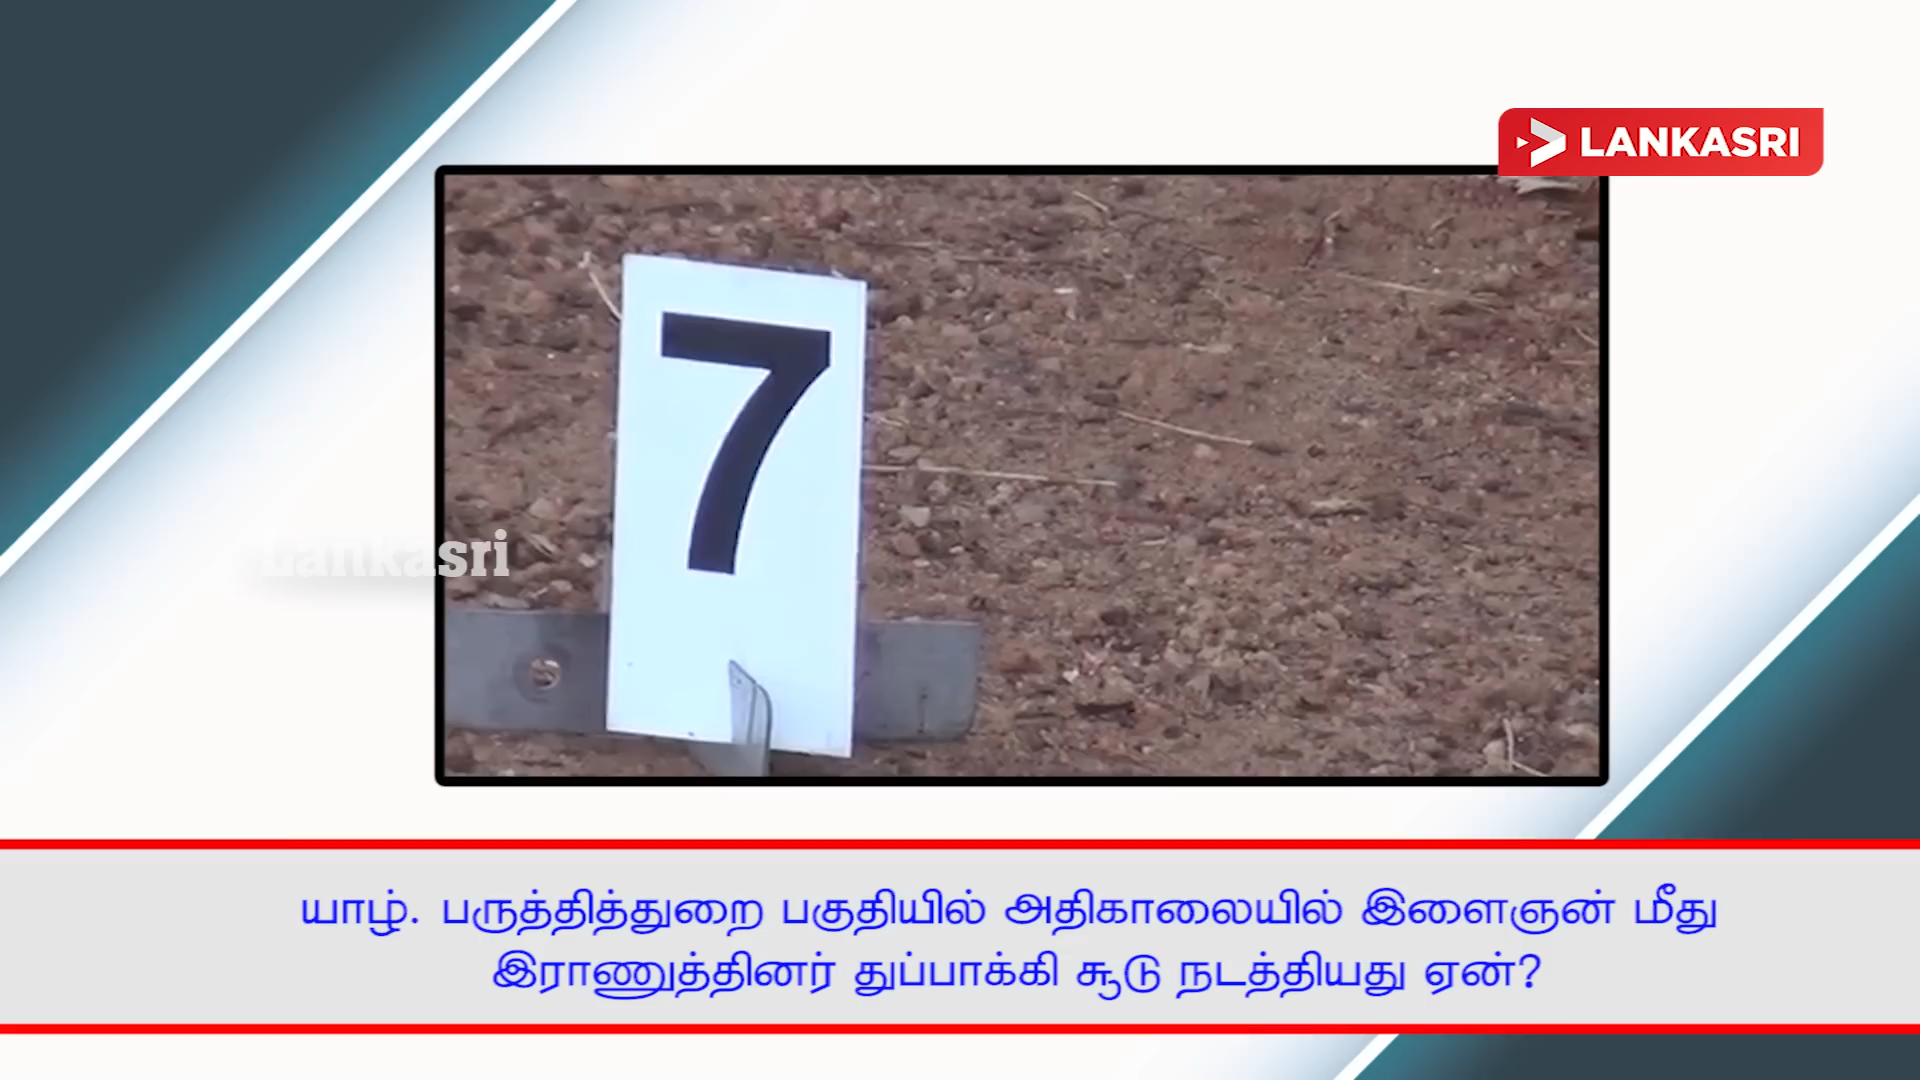 LANKASRI
7
Lankasri
யாழ். பருத்தித்துறை பகுதியில் அதிகாலையில் இளைஞன் மீது
இராணுத்தினர் துப்பாக்கி சூடு நடத்தியது ஏன்?